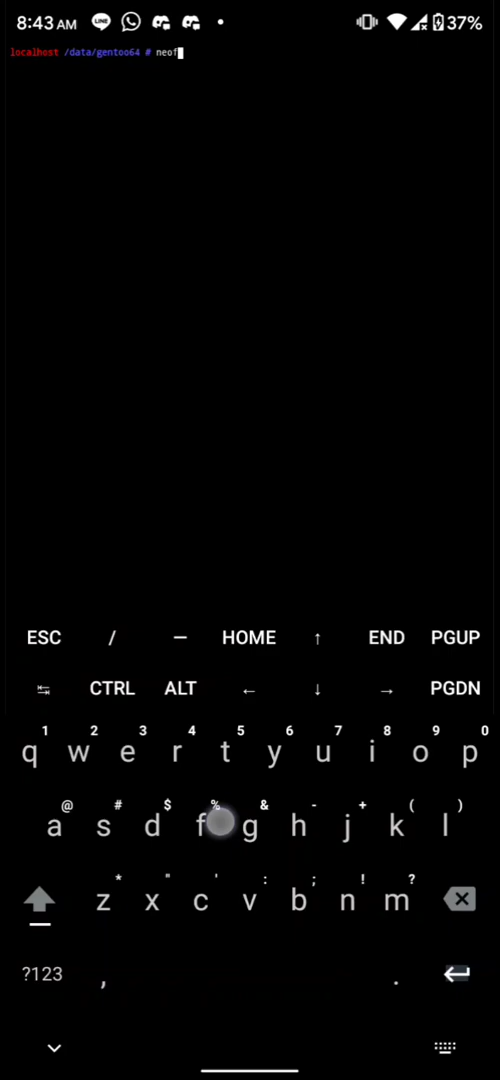 8:43 AM 37%
localhost /data/gentoo64 # neof
ESC / — HOME ↑ END PGUP
↹ CTRL ALT ← ↓ → PGDN
1 2 3 4 5 6 7 8 9 0
q w e r t y u i o p
@ # $ % & - + ( )
a s d f g h j k l
* " ' : ; ! ?
z x c v b n m
?123 , .